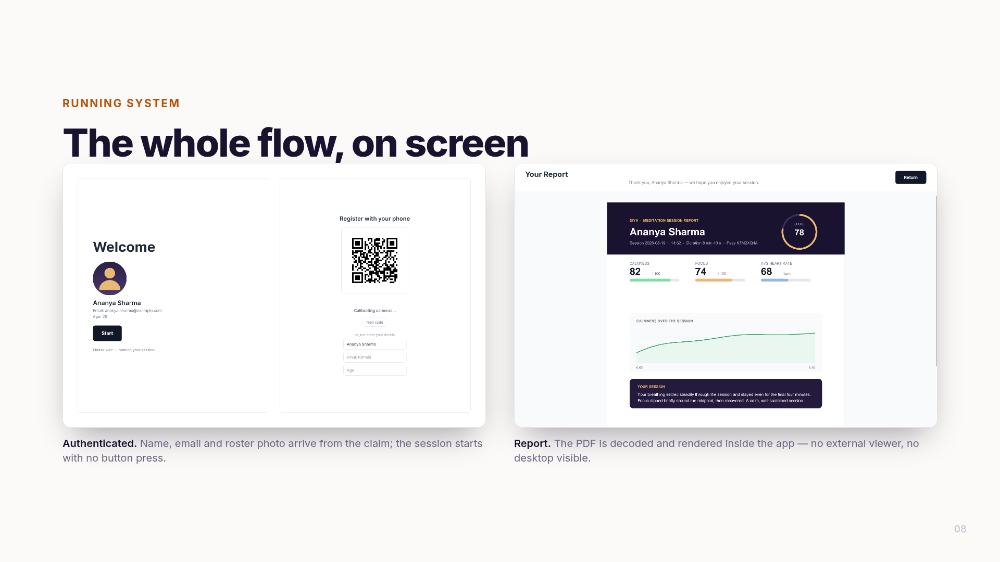 RUNNING SYSTEM
The whole flow, on screen
Welcome
Ananya Sharma
Email: ananya.sharma@example.com
Age: 29
Start
Please wait — running your session...
Register with your phone
Calibrating cameras...
New code
or just enter your details
Ananya Sharma
Email (Gmail)
Age
Authenticated. Name, email and roster photo arrive from the claim; the session starts
with no button press.
Your Report
Thank you, Ananya Sharma — we hope you enjoyed your session.
Return
DIYA · MEDITATION SESSION REPORT
Ananya Sharma
Session 2026-08-19 · 14:32 · Duration 8 min 40 s · Pass K7M2XQ4A
SCORE
78
CALMNESS
82 / 100
FOCUS
74 / 100
AVG HEART RATE
68 bpm
CALMNESS OVER THE SESSION
0:00
8:40
YOUR SESSION
Your breathing settled steadily through the session and stayed even for the final four minutes.
Focus dipped briefly around the midpoint, then recovered. A calm, well-sustained session.
Report. The PDF is decoded and rendered inside the app — no external viewer, no
desktop visible.
08